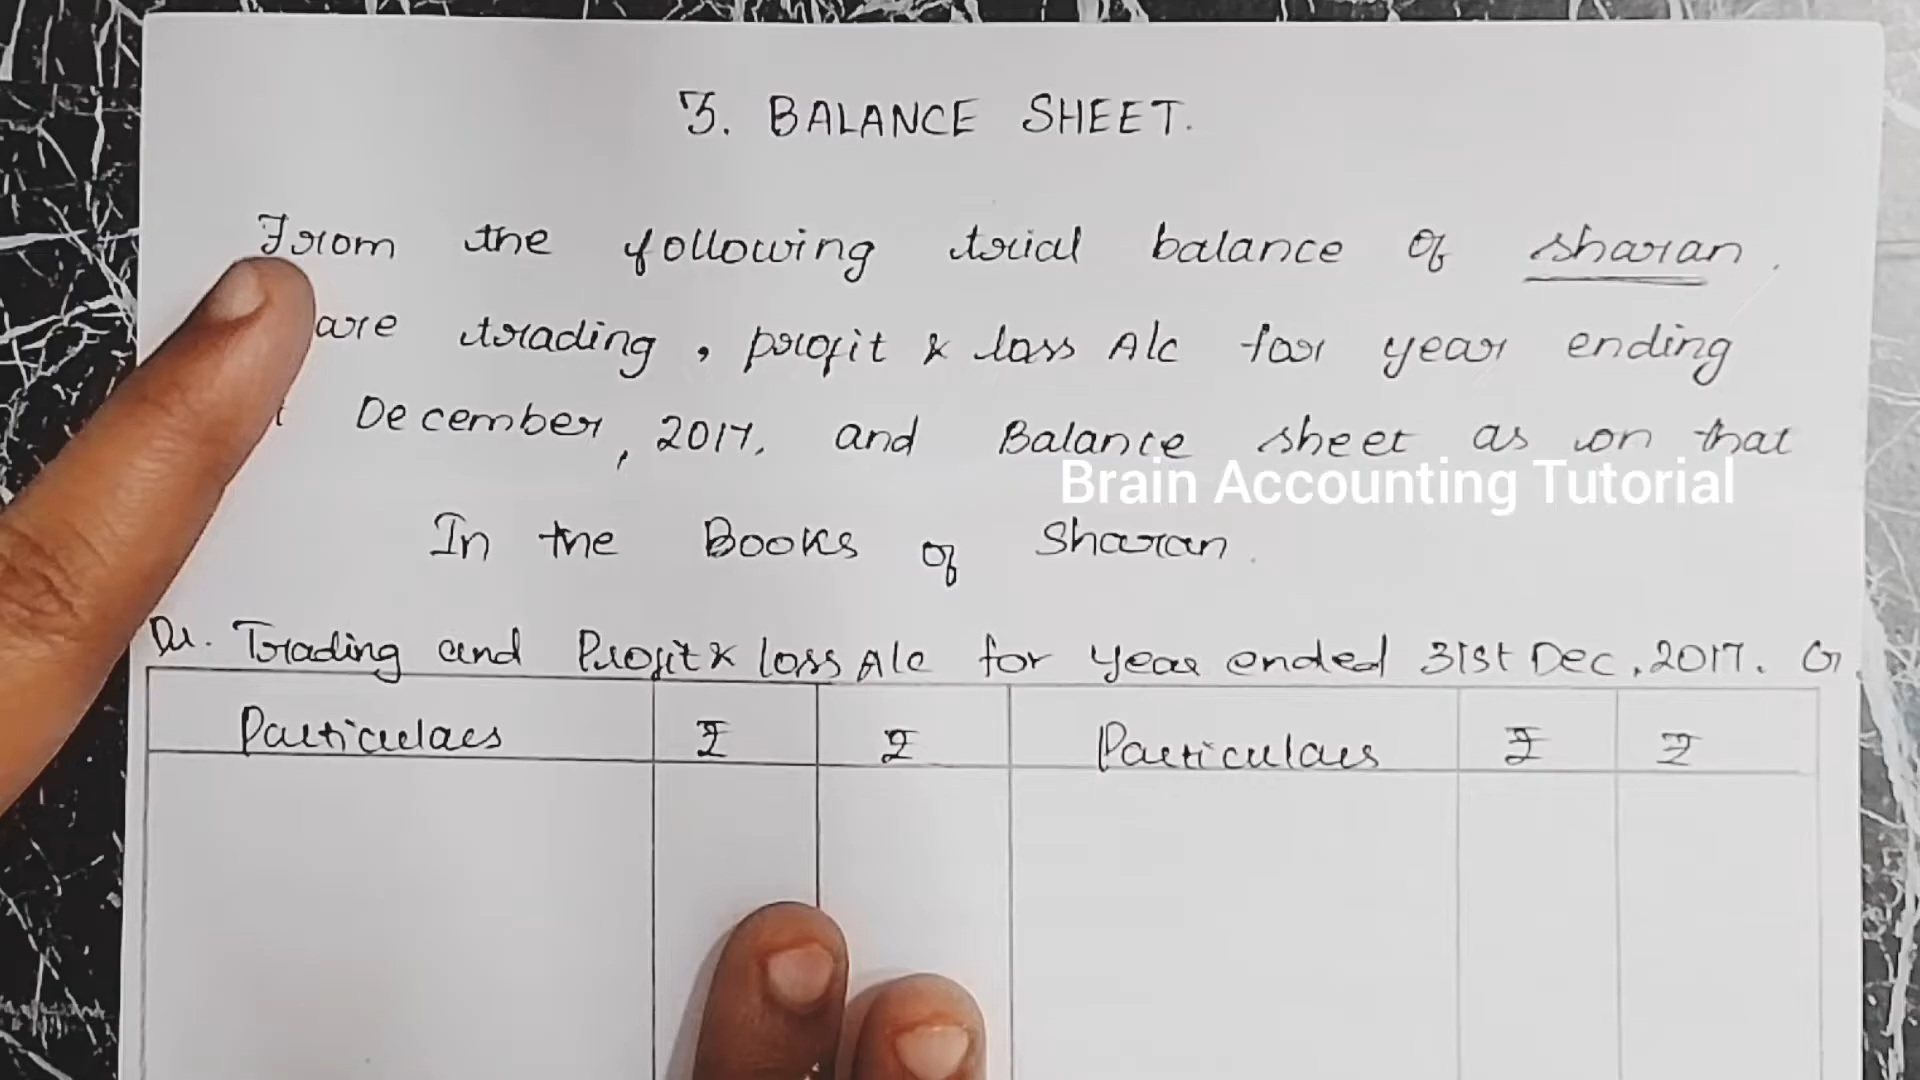 3. BALANCE SHEET.
From the following trial balance of sharan.
are trading, profit & loss A/c for year ending
December, 2017, and Balance sheet as on that
Brain Accounting Tutorial
In the Books of Sharan.
Dr. Trading and Profit & loss A/c for year ended 31st Dec, 2017. Cr.
Particulars ₹ ₹ Particulars ₹ ₹